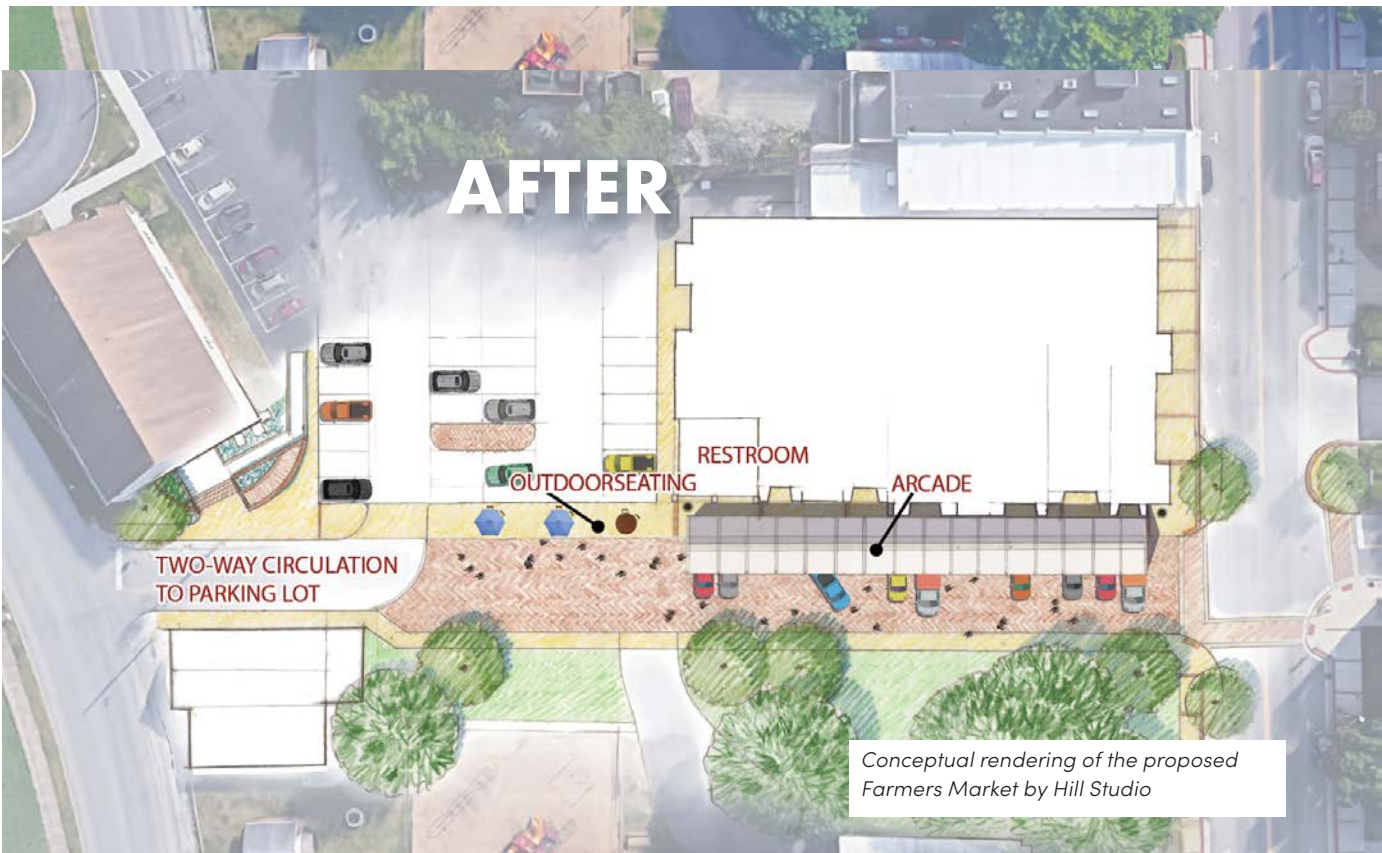 AFTER
RESTROOM
OUTDOORSEATING
ARCADE
TWO-WAY CIRCULATION
TO PARKING LOT
Conceptual rendering of the proposed
Farmers Market by Hill Studio